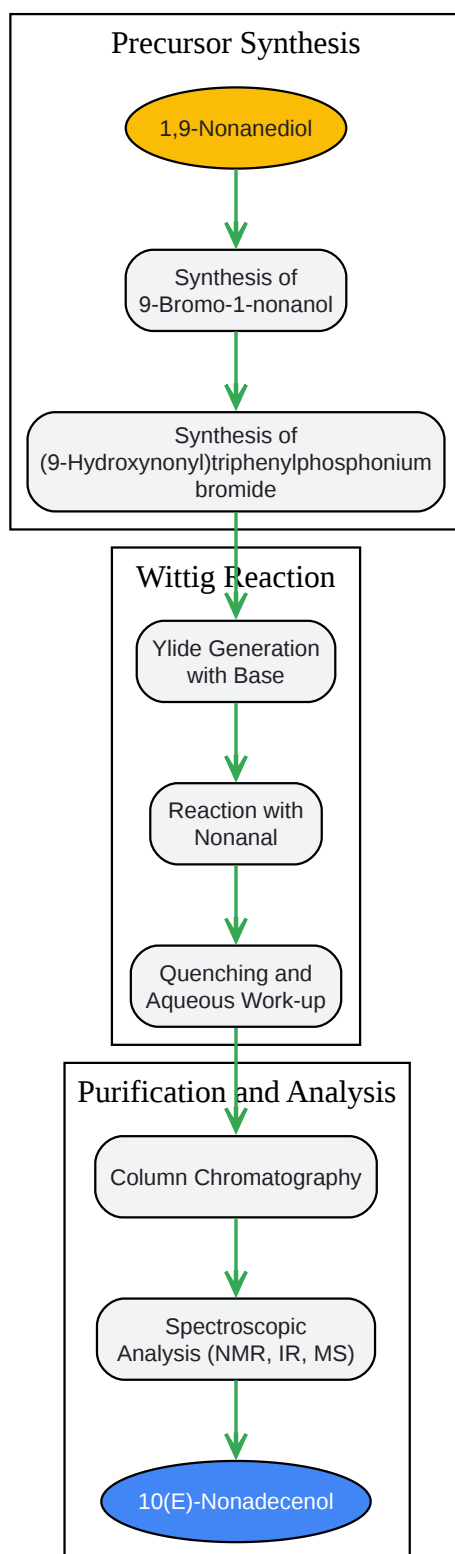 Precursor Synthesis
1,9-Nonanediol
Synthesis of
9-Bromo-1-nonanol
Synthesis of
(9-Hydroxynonyl)triphenylphosphonium
bromide
Wittig Reaction
Ylide Generation
with Base
Reaction with
Nonanal
Quenching and
Aqueous Work-up
Purification and Analysis
Column Chromatography
Spectroscopic
Analysis (NMR, IR, MS)
10(E)-Nonadecenol